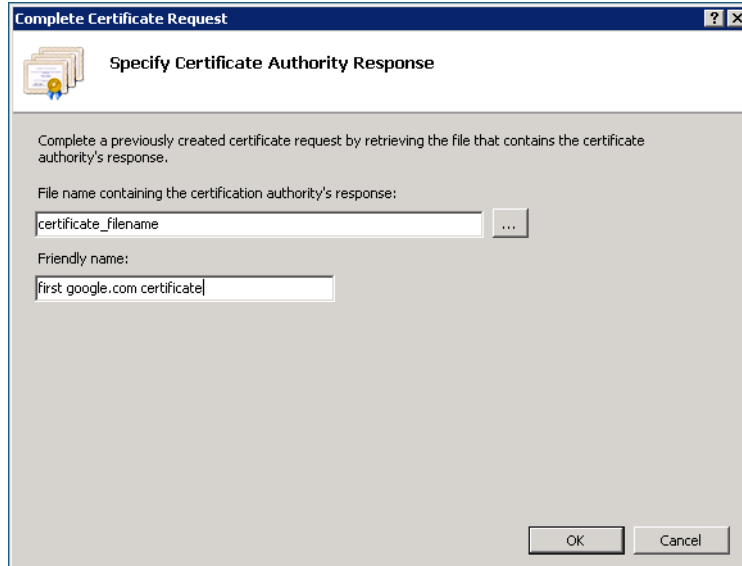 Complete Certificate Request
Specify Certificate Authority Response
Complete a previously created certificate request by retrieving the file that contains the certificate
authority's response.
File name containing the certification authority's response:
certificate_filename
...
Friendly name:
first google.com certificate
OK
Cancel